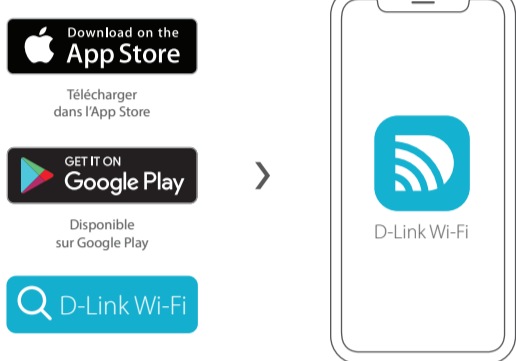 Download on the
App Store
Télécharger
dans l'App Store
GET IT ON
Google Play
Disponible
sur Google Play
D-Link Wi-Fi
D-Link Wi-Fi